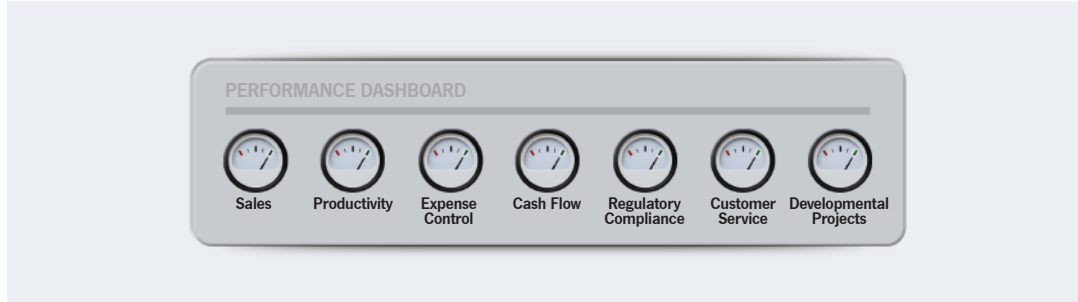 PERFORMANCE DASHBOARD
Sales
Productivity
Expense
Control
Cash Flow
Regulatory
Compliance
Customer
Service
Developmental
Projects